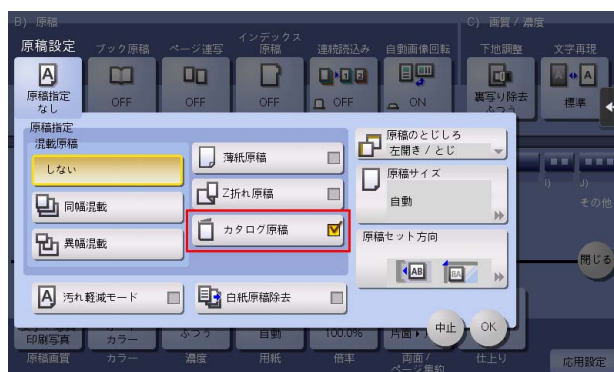 B) 原稿
C) 画質 / 濃度
原稿設定
ブック原稿
ページ連写
インデックス
原稿
連続読込み
自動画像回転
下地調整
文字再現
原稿指定
なし
OFF
OFF
OFF
OFF
ON
裏写り除去
ふつう
標準
原稿指定
混載原稿
しない
同幅混載
異幅混載
薄紙原稿
Z折れ原稿
カタログ原稿
原稿のとじしろ
左開き / とじ
原稿サイズ
自動
原稿セット方向
汚れ軽減モード
白紙原稿除去
中止
OK
I)
J)
その他
閉じる
印刷写真
カラー
ふつう
自動
100.0%
片面
原稿画質
カラー
濃度
用紙
倍率
両面 /
ページ集約
仕上り
応用設定